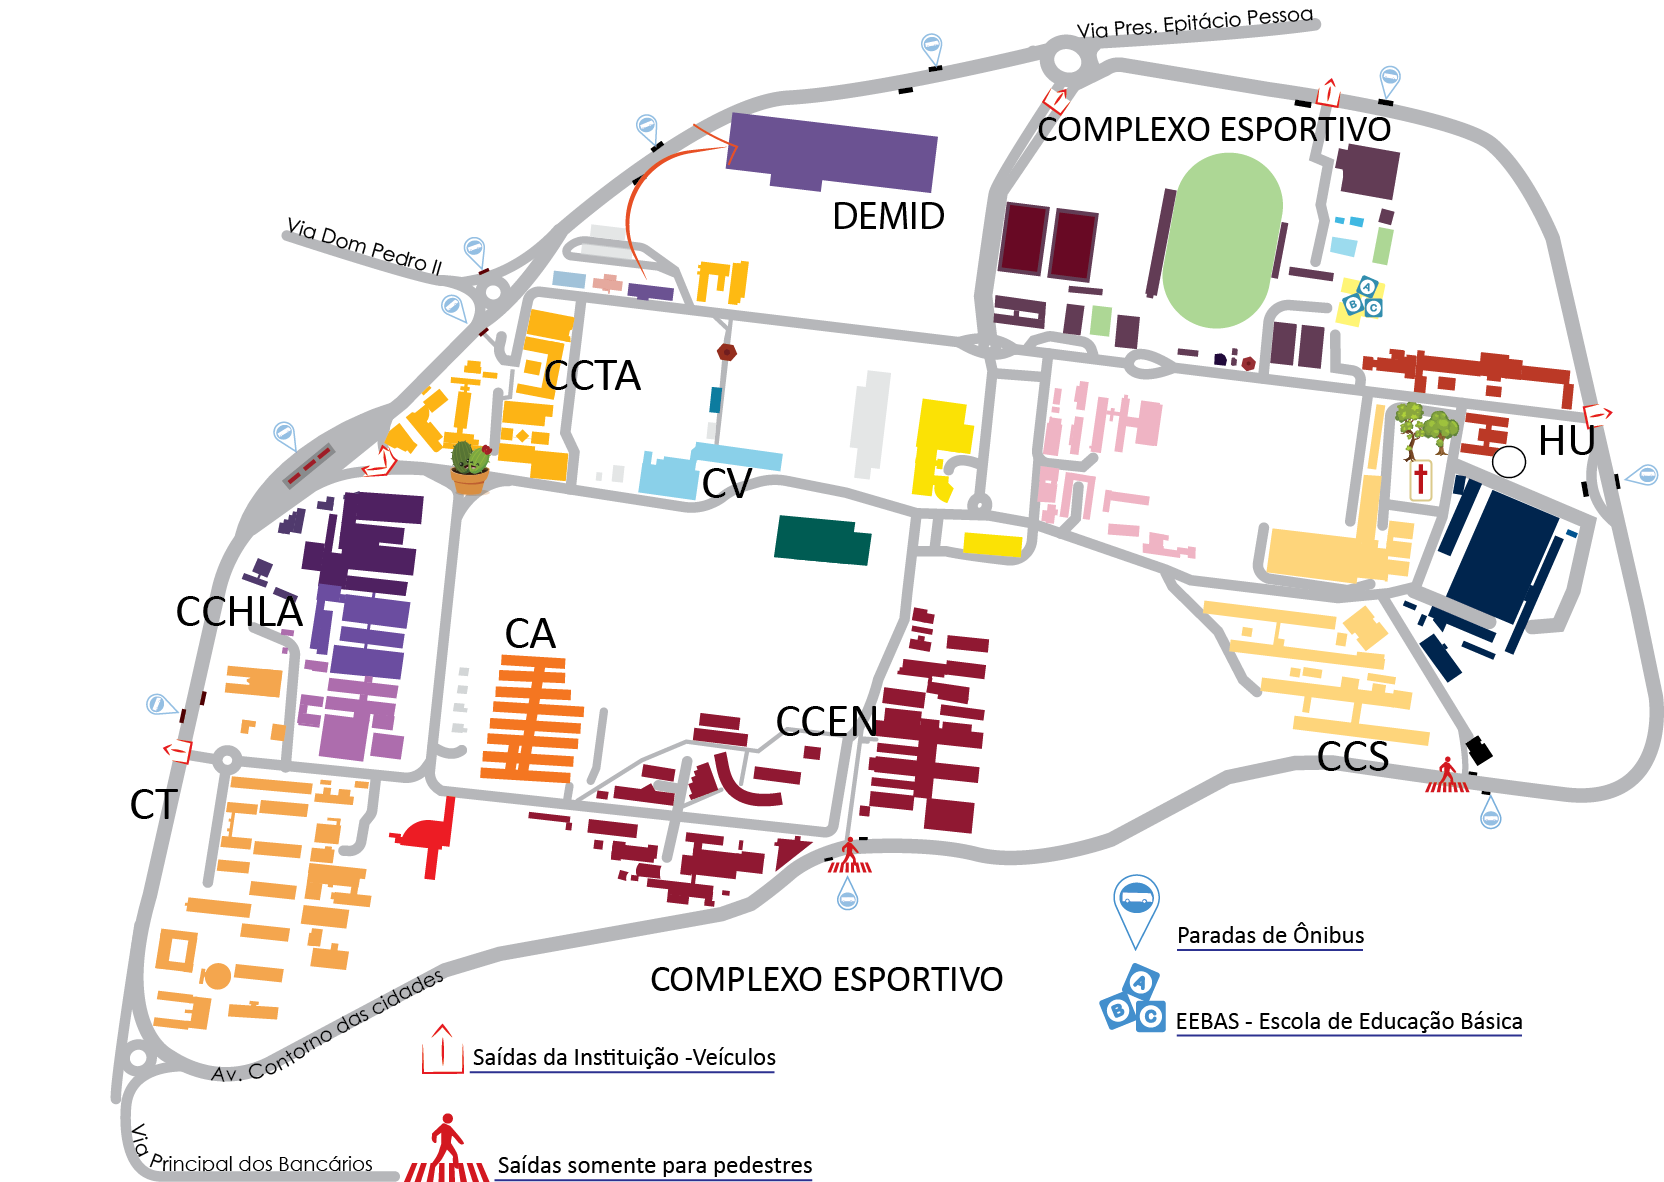 Via Pres. Epitácio Pessoa
COMPLEXO ESPORTIVO
DEMID
Via Dom Pedro II
A
B
C
CCTA
HU
CV
CCHLA
CA
CCEN
CCS
CT
Paradas de Ônibus
COMPLEXO ESPORTIVO
A
B
C
EEBAS - Escola de Educação Básica
Av. Contorno das cidades
Saídas da Instituição -Veículos
Via Principal dos Bancários
Saídas somente para pedestres